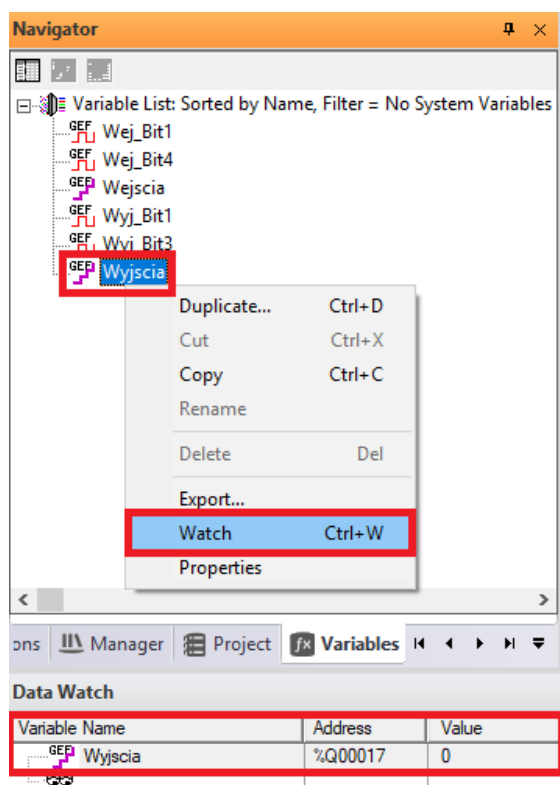 Navigator
Variable List: Sorted by Name, Filter = No System Variables
GEF Wej_Bit1
GEF Wej_Bit4
GEF Wejscia
GEF Wyj_Bit1
GEF Wyj_Bit3
GEF Wyjscia
Duplicate... Ctrl+D
Cut Ctrl+X
Copy Ctrl+C
Rename
Delete Del
Export...
Watch Ctrl+W
Properties
ons Manager Project fx Variables
Data Watch
Variable Name Address Value
GEF Wyjscia %Q00017 0